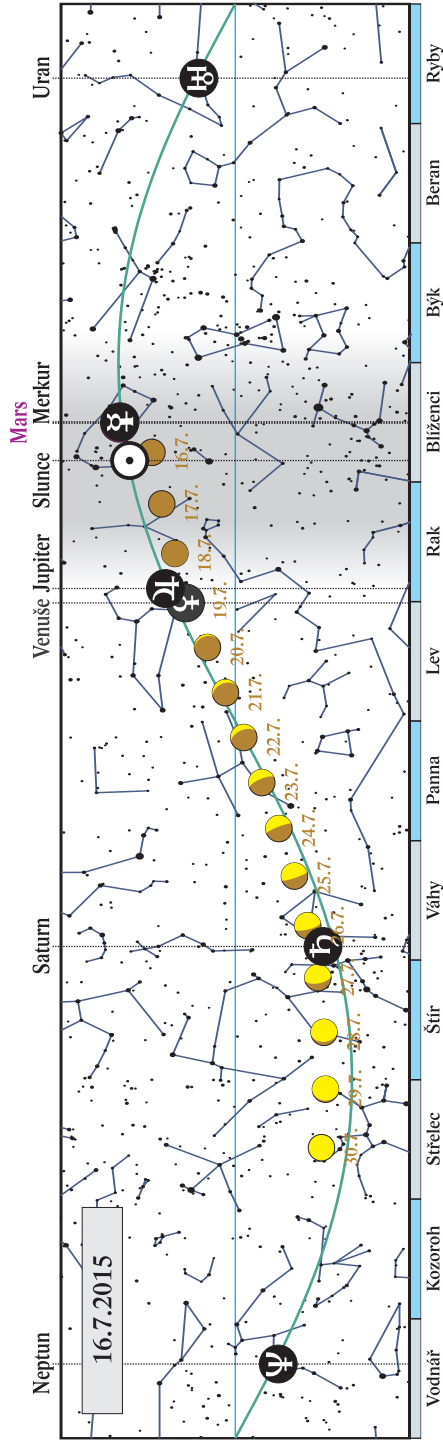 Neptun Saturn Venuše Jupiter Slunce Mars Merkur Uran
16.7.2015
30.7. 29.7. 28.7. 27.7. 26.7. 25.7. 24.7. 23.7. 22.7. 21.7. 20.7. 19.7. 18.7. 17.7. 16.7.
Vodnář Kozoroh Střelec Štír Váhy Panna Lev Rak Blíženci Býk Beran Ryby